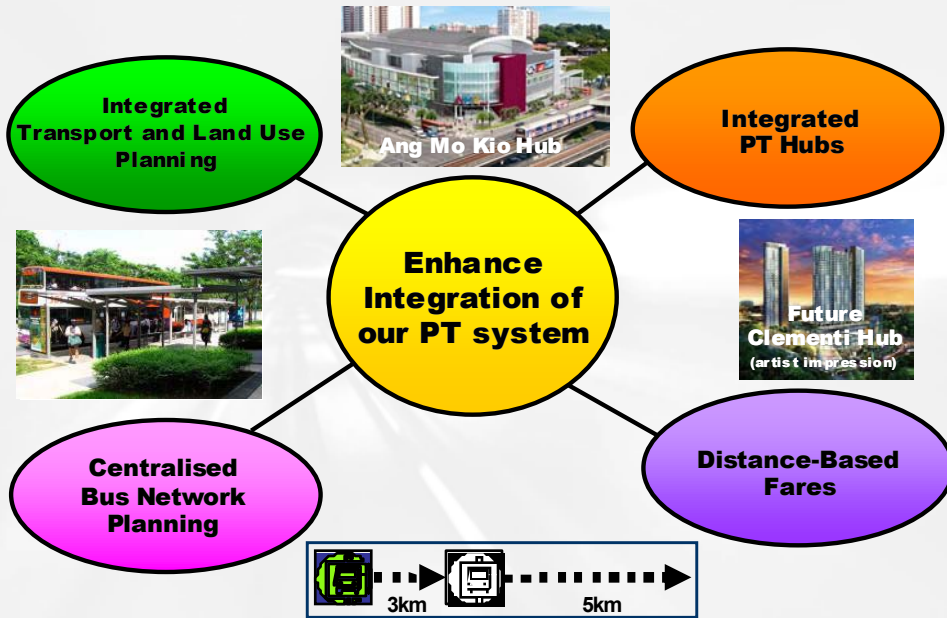 Integrated
Transport and Land Use
Planning
Ang Mo Kio Hub
Integrated
PT Hubs
Enhance
Integration of
our PT system
Future
Clementi Hub
(artist impression)
Centralised
Bus Network
Planning
Distance-Based
Fares
3km
5km